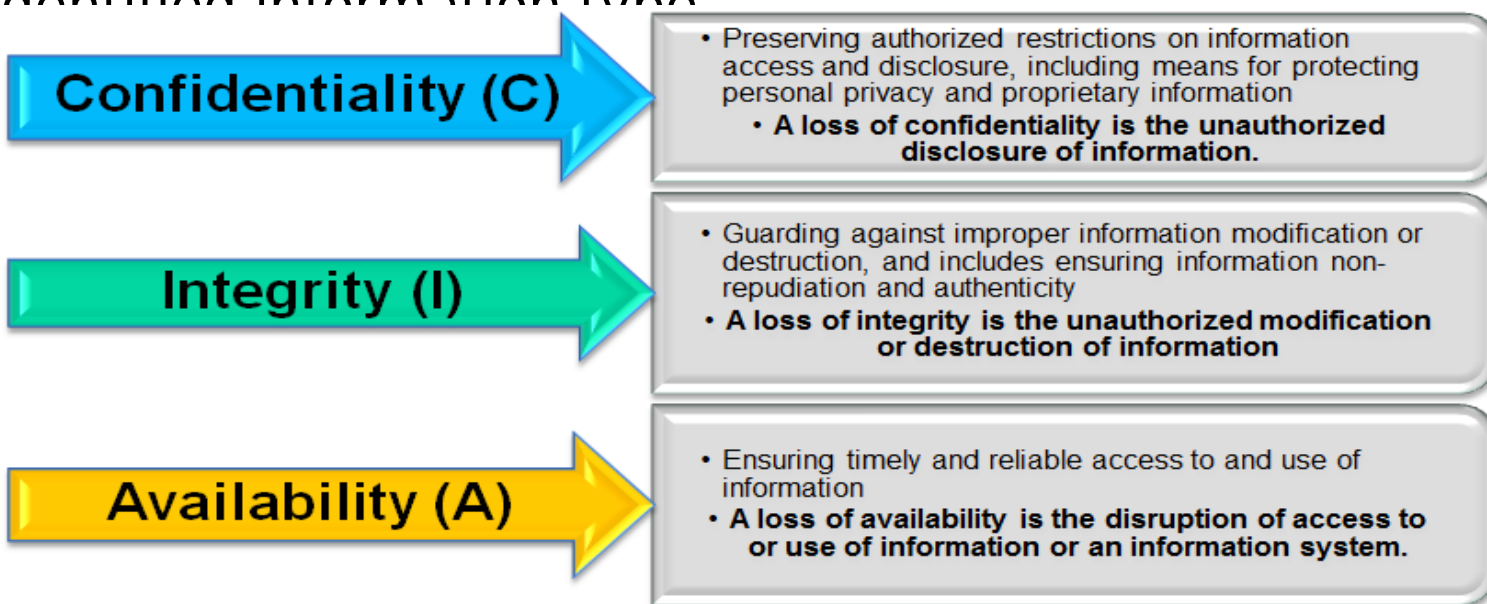 dentified information type
Confidentiality (C)
• Preserving authorized restrictions on information
access and disclosure, including means for protecting
personal privacy and proprietary information
• A loss of confidentiality is the unauthorized
disclosure of information.
Integrity (I)
• Guarding against improper information modification or
destruction, and includes ensuring information non-
repudiation and authenticity
• A loss of integrity is the unauthorized modification
or destruction of information
Availability (A)
• Ensuring timely and reliable access to and use of
information
• A loss of availability is the disruption of access to
or use of information or an information system.